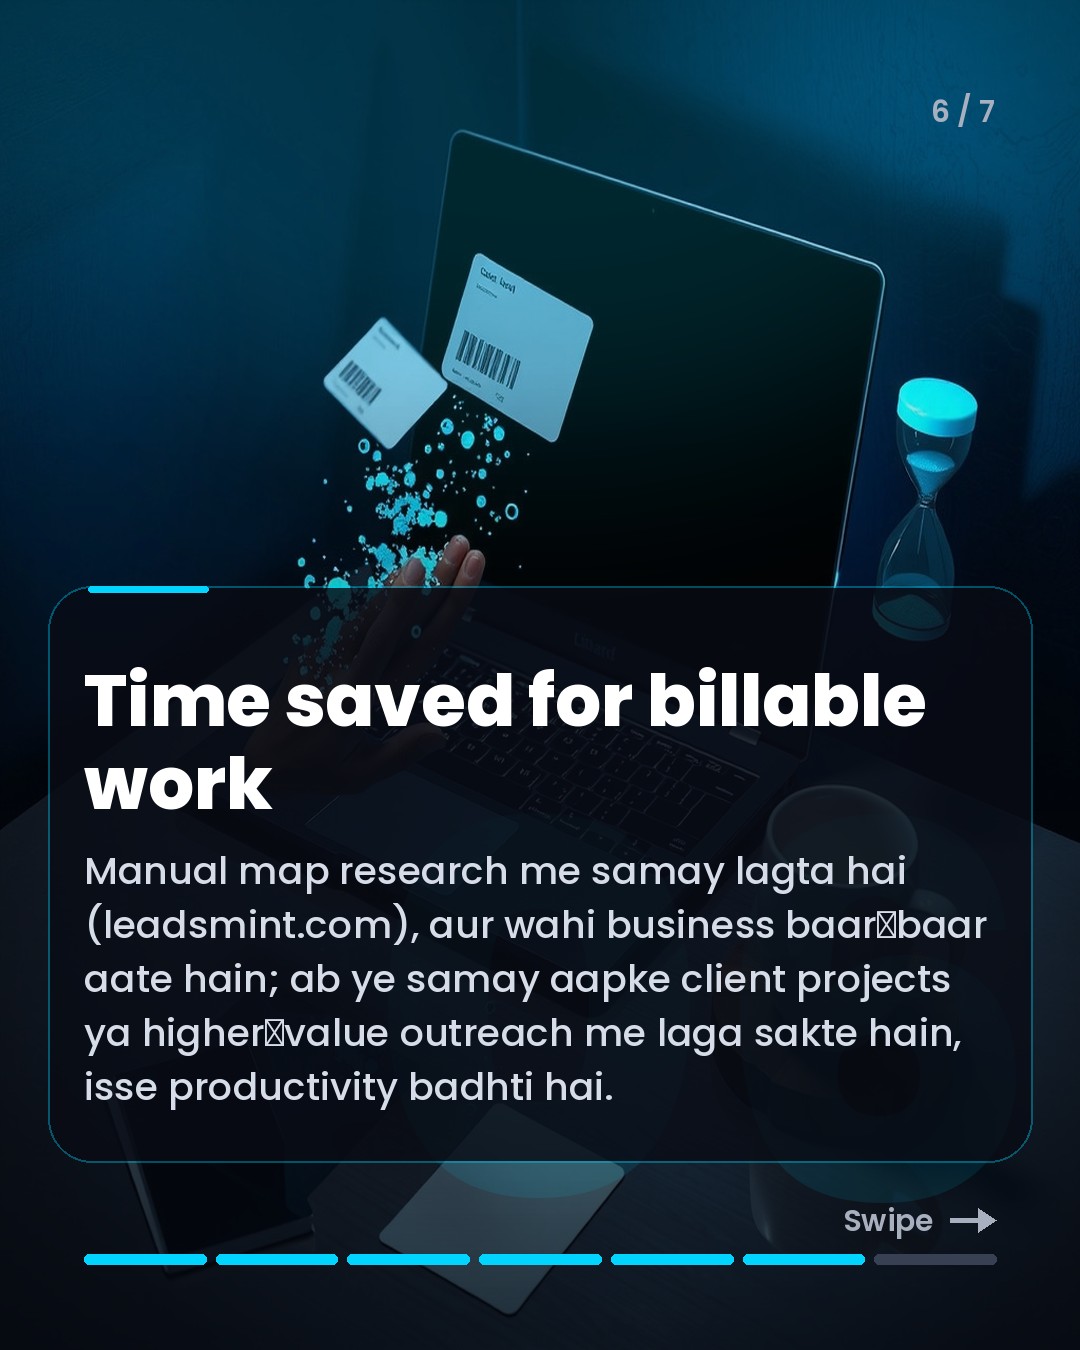 6 / 7
Time saved for billable
work
Manual map research me samay lagta hai
(leadsmint.com), aur wahi business baar☒baar
aate hain; ab ye samay aapke client projects
ya higher☒value outreach me laga sakte hain,
isse productivity badhti hai.
Swipe